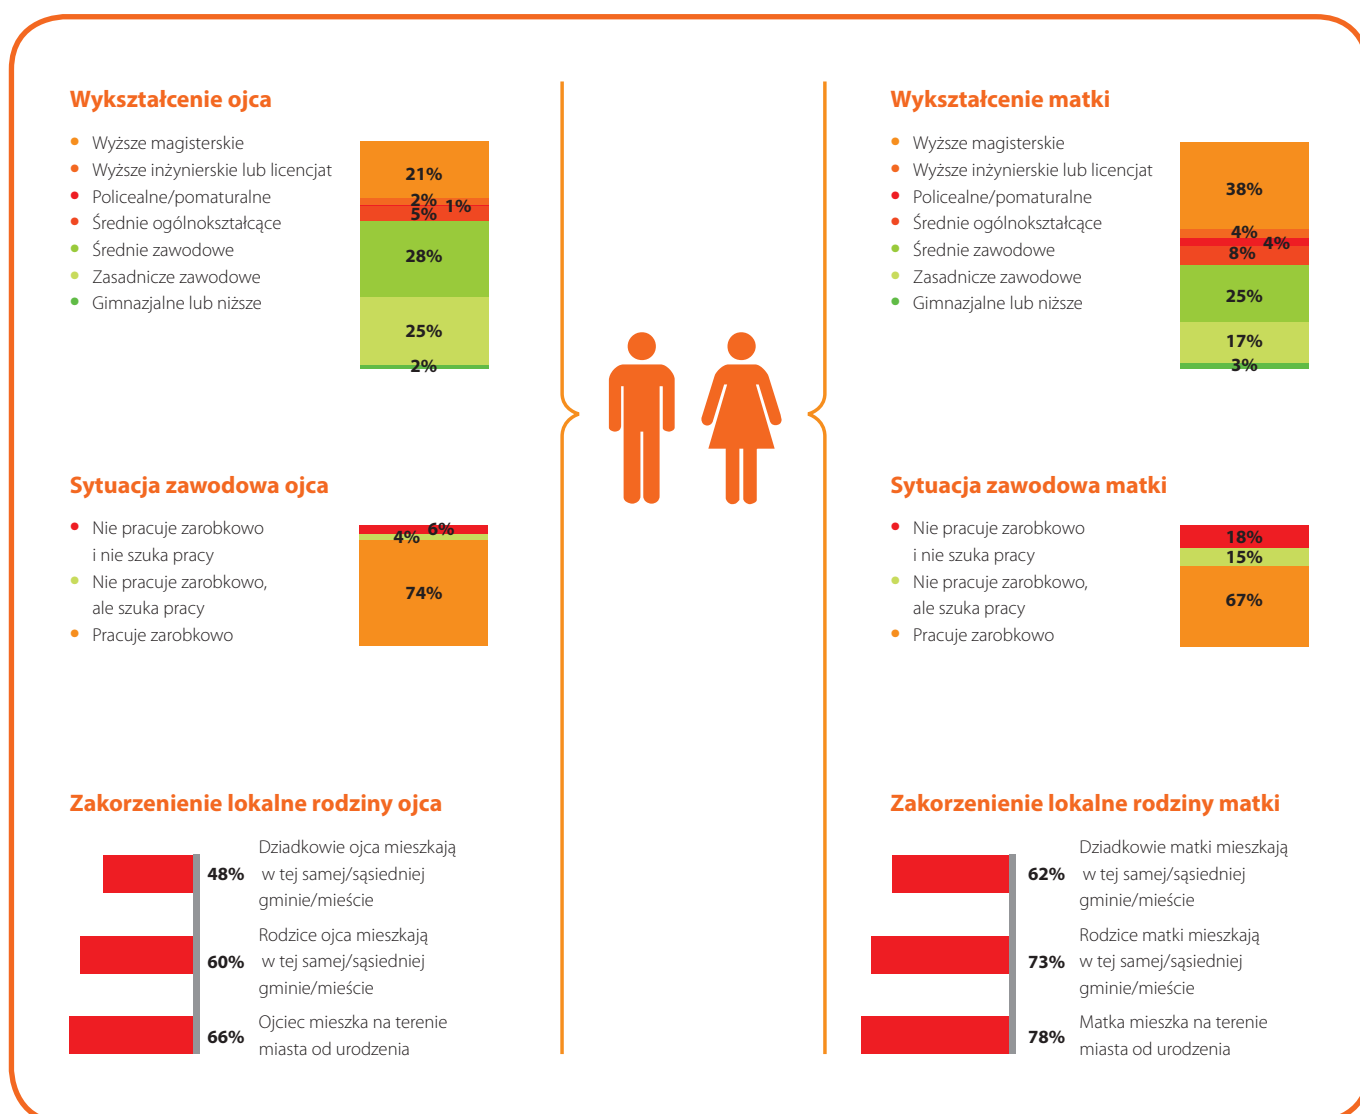 Wykształcenie ojca
Wyższe magisterskie
Wyższe inżynierskie lub licencjat
Policealne/pomaturalne
Średnie ogólnokształcące
Średnie zawodowe
Zasadnicze zawodowe
Gimnazjalne lub niższe
21%
2%
1%
5%
28%
25%
2%
Sytuacja zawodowa ojca
Nie pracuje zarobkowo
i nie szuka pracy
Nie pracuje zarobkowo,
ale szuka pracy
Pracuje zarobkowo
6%
4%
74%
Zakorzenienie lokalne rodziny ojca
48%
Dziadkowie ojca mieszkają
w tej samej/sąsiedniej
gminie/mieście
60%
Rodzice ojca mieszkają
w tej samej/sąsiedniej
gminie/mieście
66%
Ojciec mieszka na terenie
miasta od urodzenia
Wykształcenie matki
Wyższe magisterskie
Wyższe inżynierskie lub licencjat
Policealne/pomaturalne
Średnie ogólnokształcące
Średnie zawodowe
Zasadnicze zawodowe
Gimnazjalne lub niższe
38%
4%
4%
8%
25%
17%
3%
Sytuacja zawodowa matki
Nie pracuje zarobkowo
i nie szuka pracy
Nie pracuje zarobkowo,
ale szuka pracy
Pracuje zarobkowo
18%
15%
67%
Zakorzenienie lokalne rodziny matki
62%
Dziadkowie matki mieszkają
w tej samej/sąsiedniej
gminie/mieście
73%
Rodzice matki mieszkają
w tej samej/sąsiedniej
gminie/mieście
78%
Matka mieszka na terenie
miasta od urodzenia